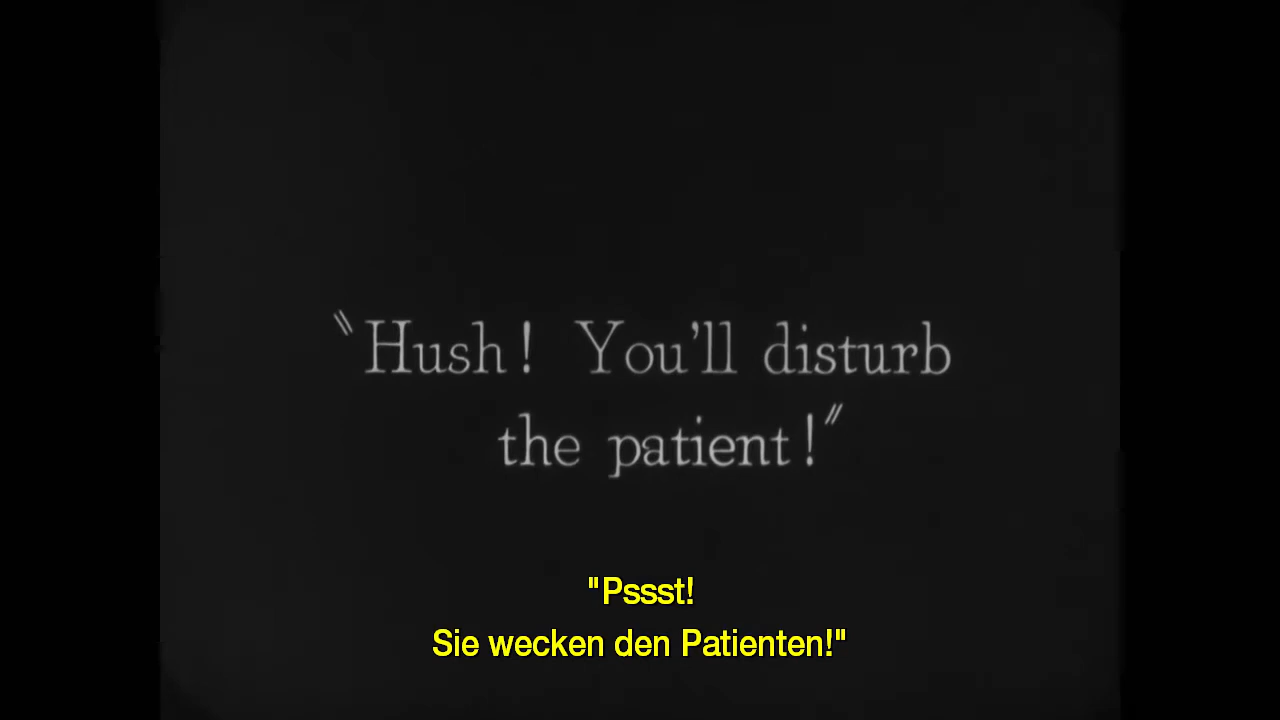 "Hush! You'll disturb
the patient!"
"Pssst!
Sie wecken den Patienten!"